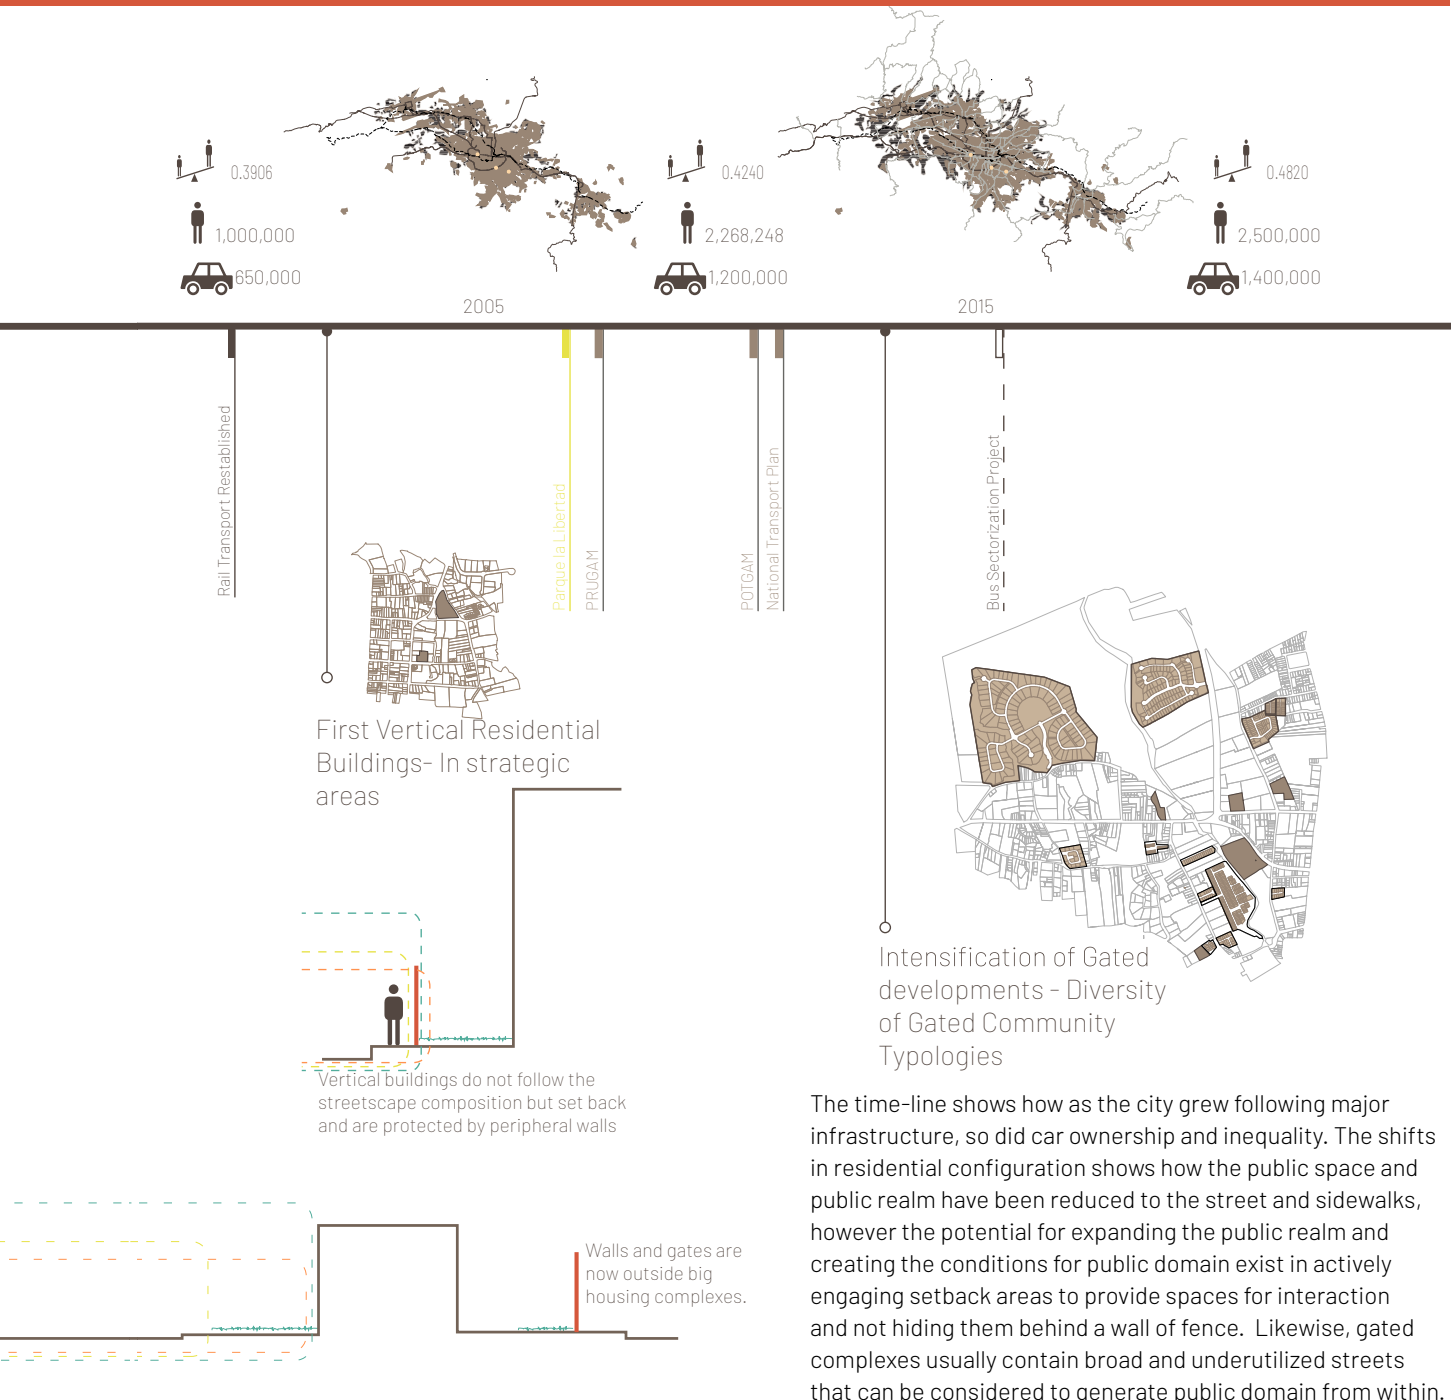 0.3906
0.4240
0.4820
1,000,000
2,268,248
2,500,000
650,000
1,200,000
1,400,000
2005
2015
Rail Transport Restablished
Parque la Libertad
PRUGAM
POTGAM
National Transport Plan
Bus Sectorization Project
First Vertical Residential
Buildings- In strategic
areas
Vertical buildings do not follow the
streetscape composition but set back
and are protected by peripheral walls
Walls and gates are
now outside big
housing complexes.
Intensification of Gated
developments - Diversity
of Gated Community
Typologies
The time-line shows how as the city grew following major
infrastructure, so did car ownership and inequality. The shifts
in residential configuration shows how the public space and
public realm have been reduced to the street and sidewalks,
however the potential for expanding the public realm and
creating the conditions for public domain exist in actively
engaging setback areas to provide spaces for interaction
and not hiding them behind a wall of fence.  Likewise, gated
complexes usually contain broad and underutilized streets
that can be considered to generate public domain from within.